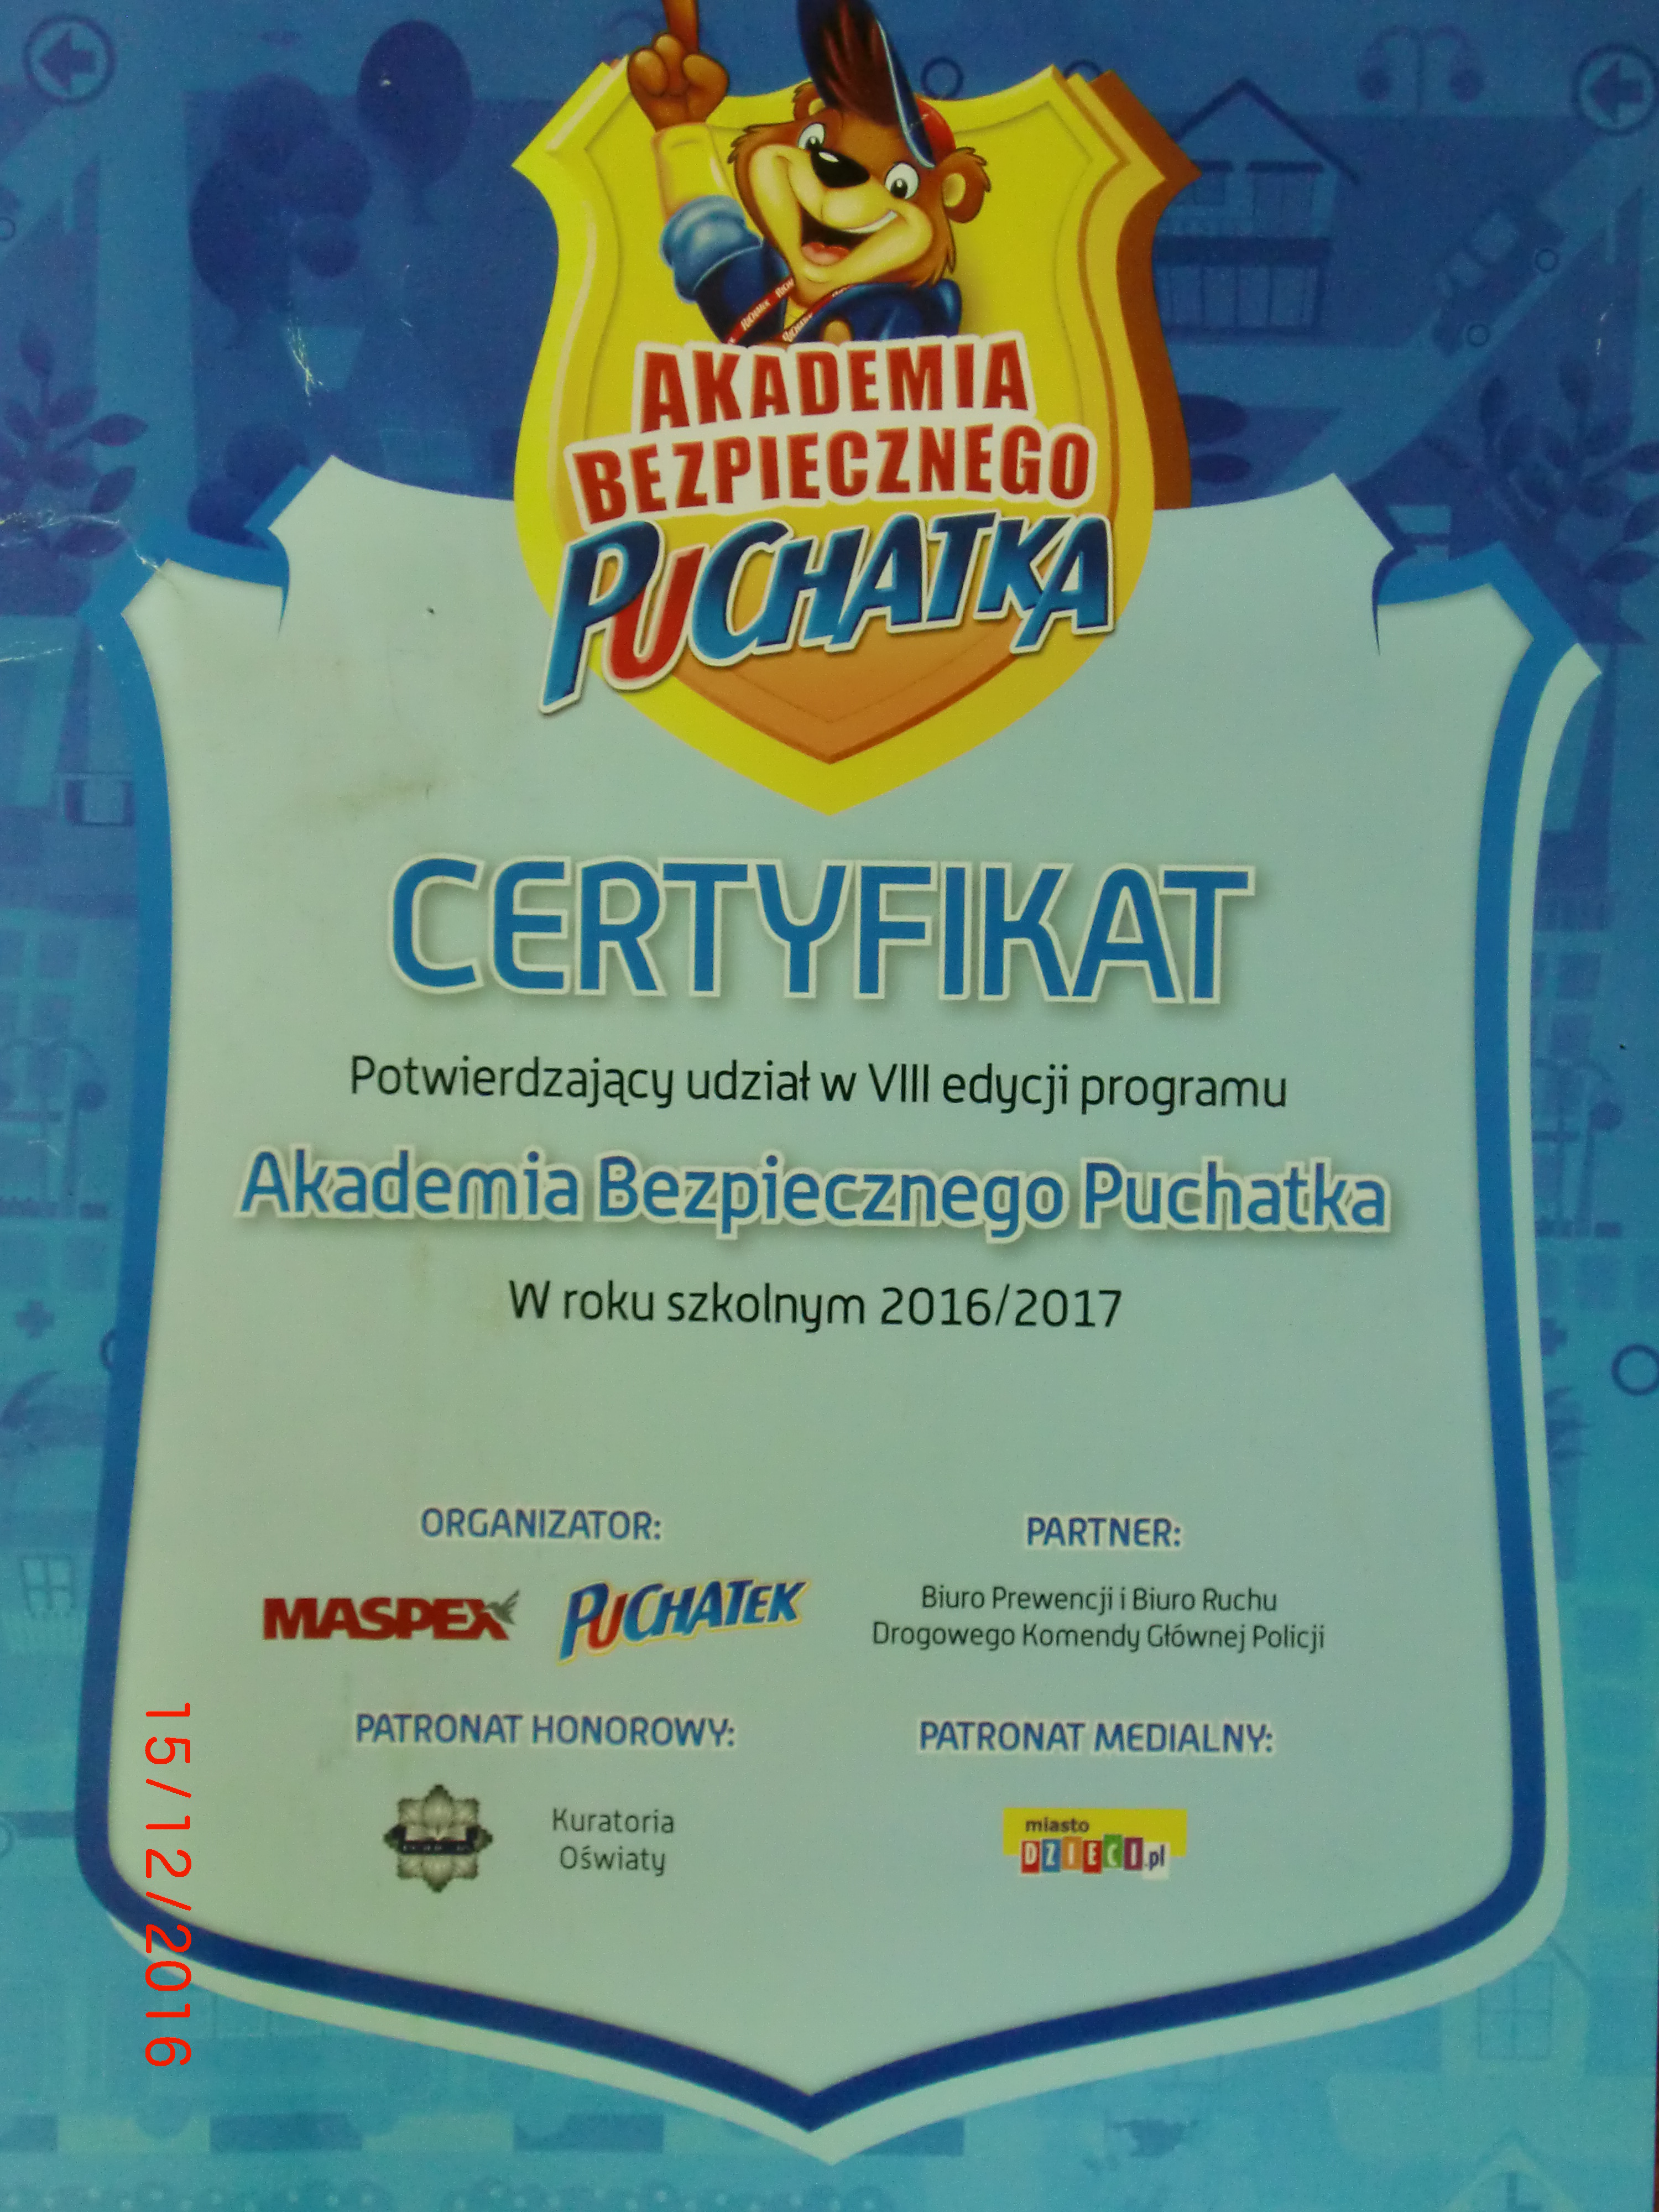 AKADEMIA
BEZPIECZNEGO
PUCHATKA
CERTYFIKAT
Potwierdzający udział w VIII edycji programu
Akademia Bezpiecznego Puchatka
W roku szkolnym 2016/2017
ORGANIZATOR:
MASPEX PUCHATEK
PARTNER:
Biuro Prewencji i Biuro Ruchu
Drogowego Komendy Głównej Policji
PATRONAT HONOROWY:
Kuratoria
Oświaty
PATRONAT MEDIALNY:
miasto
DZIECI.pl
15/12/2016